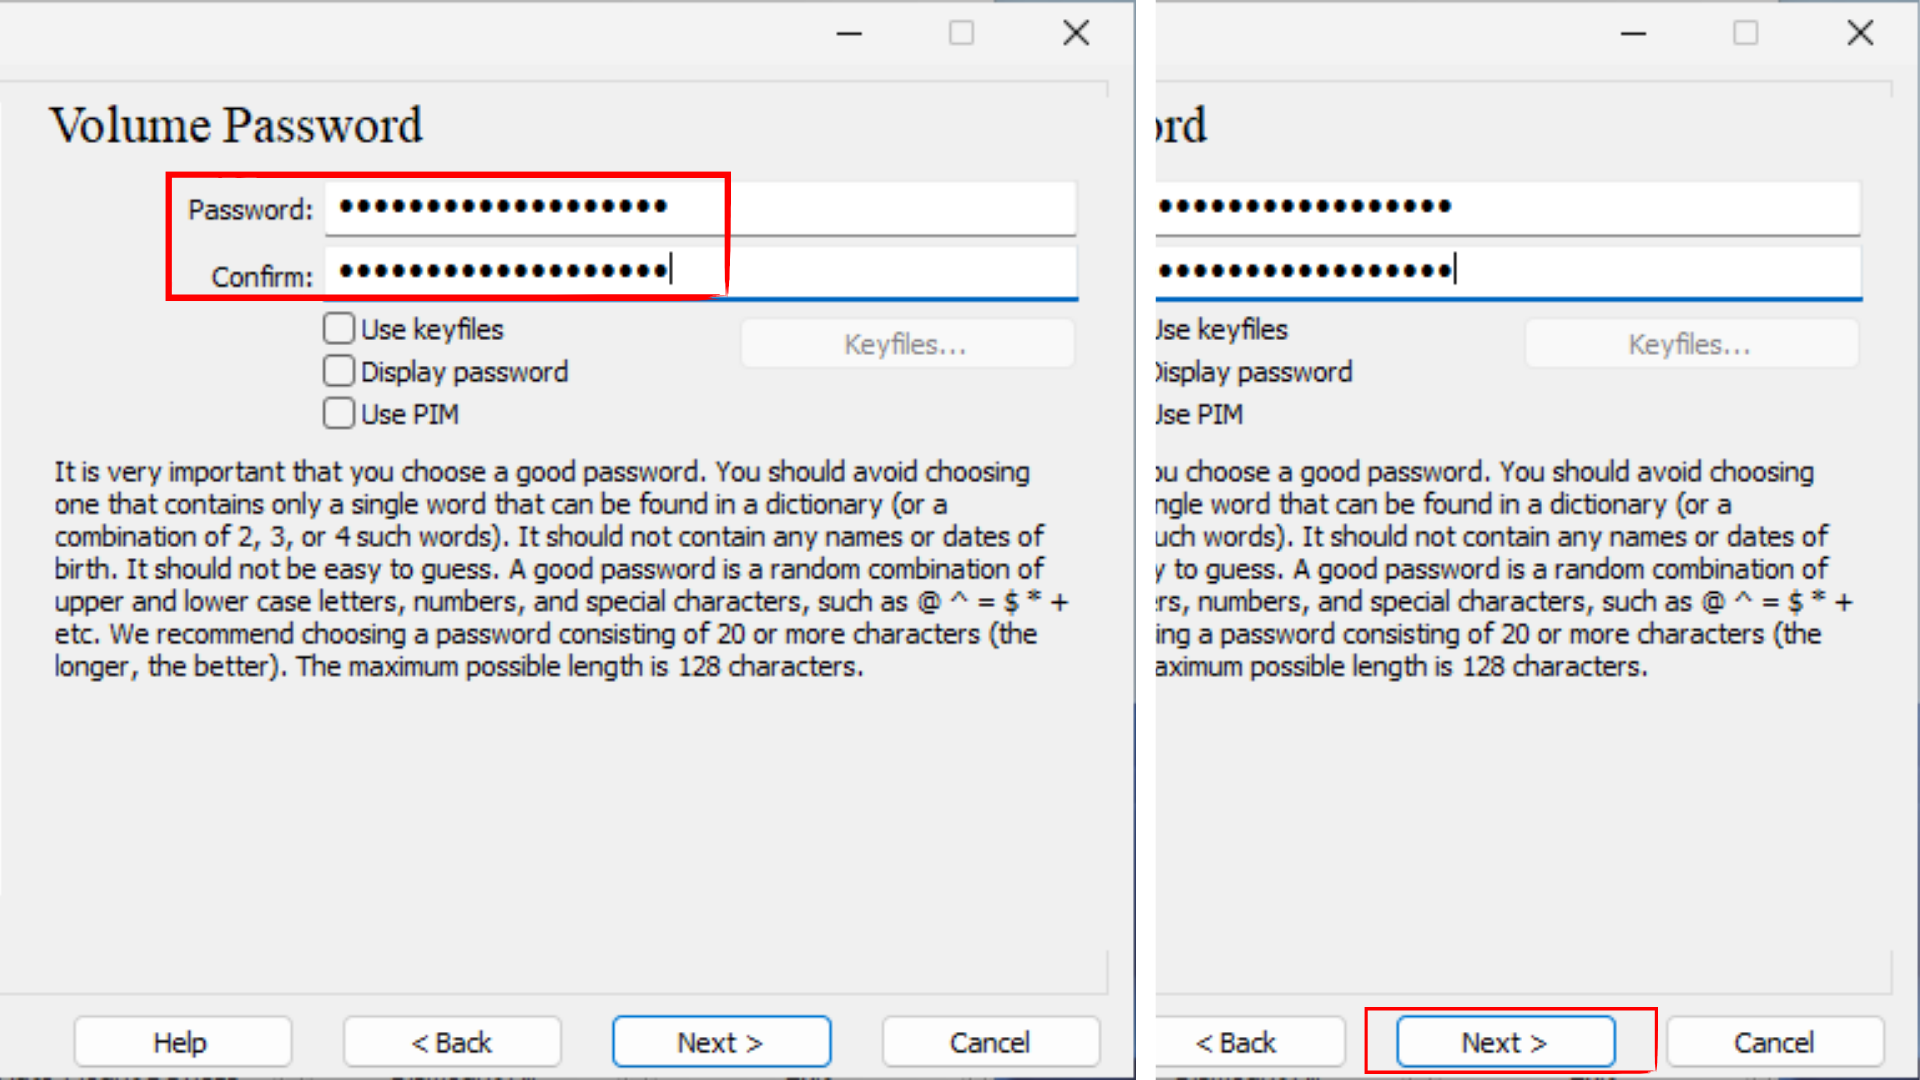 Volume Password
Password: ●●●●●●●●●●●●●●●●●●●
Confirm: ●●●●●●●●●●●●●●●●●●●
Use keyfiles
Keyfiles...
Display password
Use PIM
It is very important that you choose a good password. You should avoid choosing
one that contains only a single word that can be found in a dictionary (or a
combination of 2, 3, or 4 such words). It should not contain any names or dates of
birth. It should not be easy to guess. A good password is a random combination of
upper and lower case letters, numbers, and special characters, such as @ ^ = $ * +
etc. We recommend choosing a password consisting of 20 or more characters (the
longer, the better). The maximum possible length is 128 characters.
Help
< Back
Next >
Cancel
ord
●●●●●●●●●●●●●●●●●
●●●●●●●●●●●●●●●●●
Use keyfiles
Keyfiles...
Display password
Use PIM
ou choose a good password. You should avoid choosing
ngle word that can be found in a dictionary (or a
uch words). It should not contain any names or dates of
y to guess. A good password is a random combination of
ers, numbers, and special characters, such as @ ^ = $ * +
ing a password consisting of 20 or more characters (the
aximum possible length is 128 characters.
< Back
Next >
Cancel